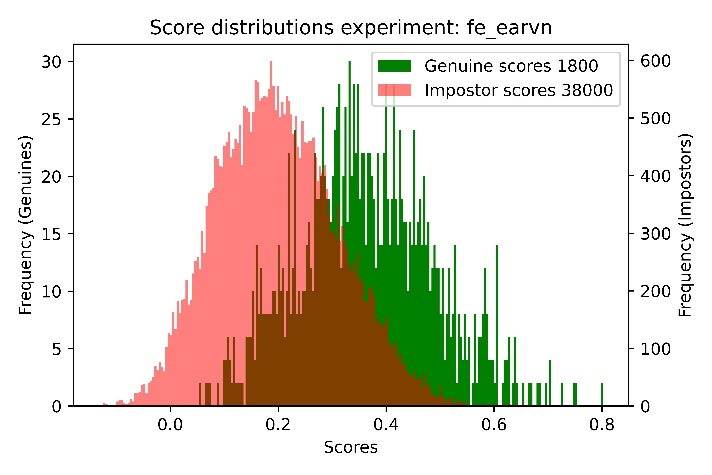 Score distributions experiment: fe_earvn
Genuine scores 1800
Impostor scores 38000
Frequency (Genuines)
30
25
20
15
10
5
0
Frequency (Impostors)
600
500
400
300
200
100
0
0.0 0.2 0.4 0.6 0.8
Scores